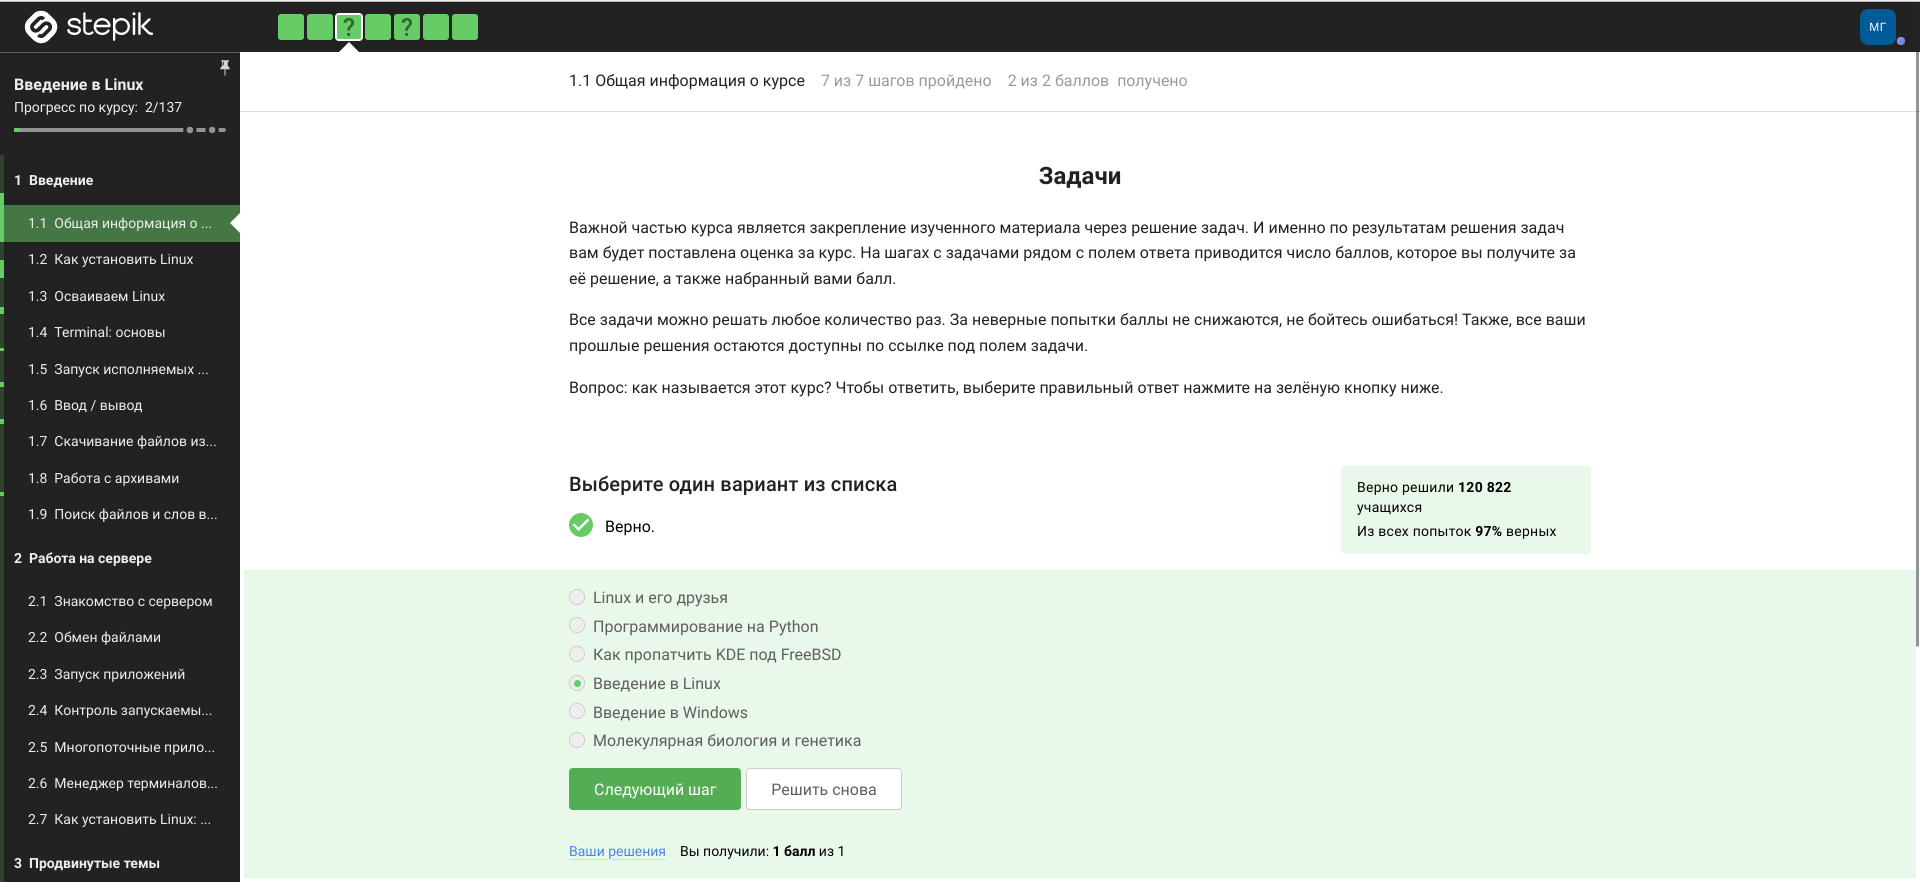 stepik
?
?
МГ
Введение в Linux
Прогресс по курсу: 2/137
1 Введение
1.1 Общая информация о ...
1.2 Как установить Linux
1.3 Осваиваем Linux
1.4 Terminal: основы
1.5 Запуск исполняемых ...
1.6 Ввод / вывод
1.7 Скачивание файлов из...
1.8 Работа с архивами
1.9 Поиск файлов и слов в...
2 Работа на сервере
2.1 Знакомство с сервером
2.2 Обмен файлами
2.3 Запуск приложений
2.4 Контроль запускаемы...
2.5 Многопоточные прило...
2.6 Менеджер терминалов...
2.7 Как установить Linux: ...
3 Продвинутые темы
1.1 Общая информация о курсе 7 из 7 шагов пройдено 2 из 2 баллов получено
Задачи
Важной частью курса является закрепление изученного материала через решение задач. И именно по результатам решения задач
вам будет поставлена оценка за курс. На шагах с задачами рядом с полем ответа приводится число баллов, которое вы получите за
её решение, а также набранный вами балл.
Все задачи можно решать любое количество раз. За неверные попытки баллы не снижаются, не бойтесь ошибаться! Также, все ваши
прошлые решения остаются доступны по ссылке под полем задачи.
Вопрос: как называется этот курс? Чтобы ответить, выберите правильный ответ нажмите на зелёную кнопку ниже.
Выберите один вариант из списка
Верно.
Верно решили 120 822
учащихся
Из всех попыток 97% верных
Linux и его друзья
Программирование на Python
Как пропатчить KDE под FreeBSD
Введение в Linux
Введение в Windows
Молекулярная биология и генетика
Следующий шаг
Решить снова
Ваши решения Вы получили: 1 балл из 1